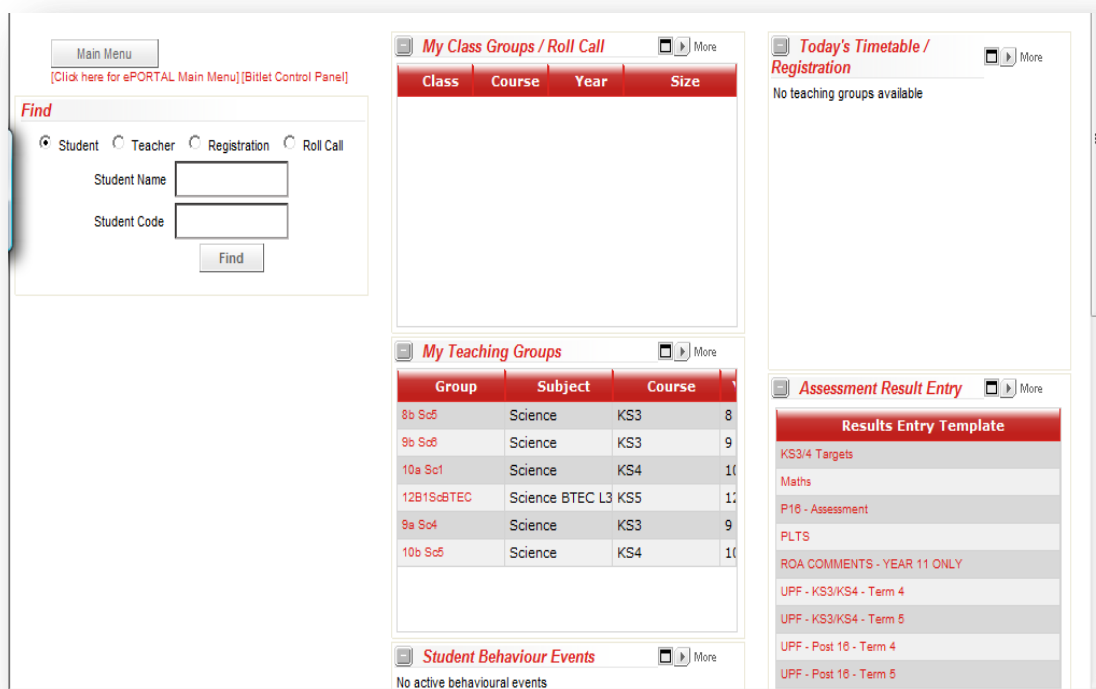 Main Menu
[Click here for ePORTAL Main Menu] [Bitlet Control Panel]
Find
Student Teacher Registration Roll Call
Student Name
Student Code
Find
My Class Groups / Roll Call More
Class Course Year Size
My Teaching Groups More
Group Subject Course
8b Sc5 Science KS3 8
9b Sc6 Science KS3 9
10a Sc1 Science KS4 10
12B1ScBTEC Science BTEC L3 KS5 12
9a Sc4 Science KS3 9
10b Sc5 Science KS4 10
Student Behaviour Events More
No active behavioural events
Today's Timetable /
Registration More
No teaching groups available
Assessment Result Entry More
Results Entry Template
KS3/4 Targets
Maths
P16 - Assessment
PLTS
ROA COMMENTS - YEAR 11 ONLY
UPF - KS3/KS4 - Term 4
UPF - KS3/KS4 - Term 5
UPF - Post 16 - Term 4
UPF - Post 16 - Term 5